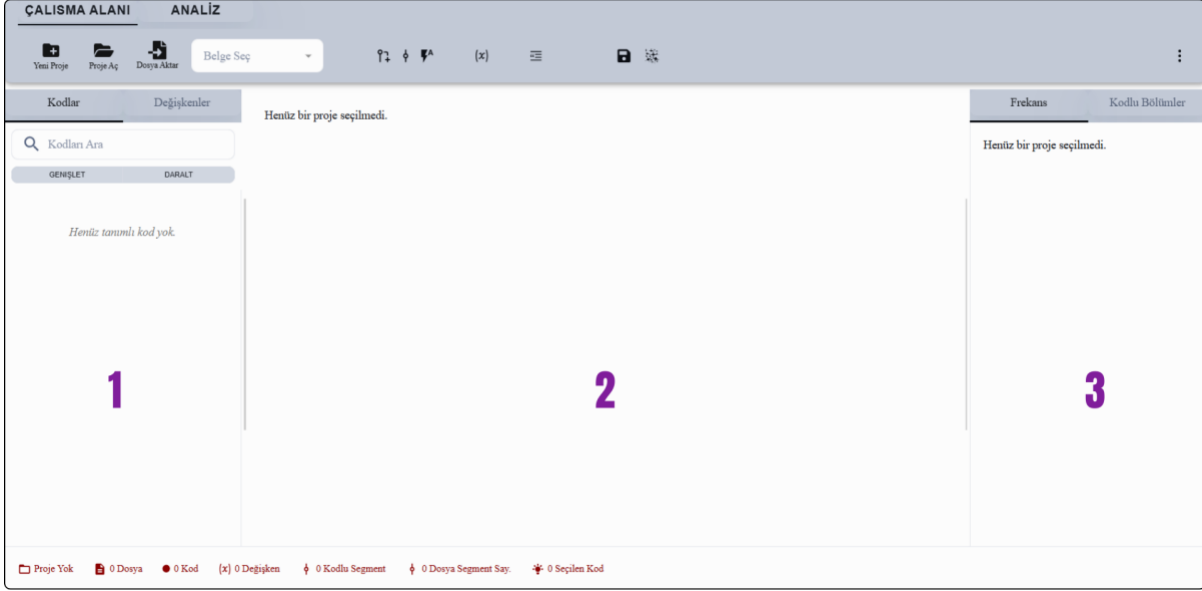 ÇALISMA ALANI ANALİZ
Yeni Proje Proje Aç Dosya Aktar Belge Seç (x)
Kodlar Değişkenler
Henüz bir proje seçilmedi.
Frekans Kodlu Bölümler
Kodları Ara
Henüz bir proje seçilmedi.
GENIŞLET DARALT
Henüz tanımlı kod yok.
1 2 3
Proje Yok 0 Dosya 0 Kod (x) 0 Değişken 0 Kodlu Segment 0 Dosya Segment Say. 0 Seçilen Kod